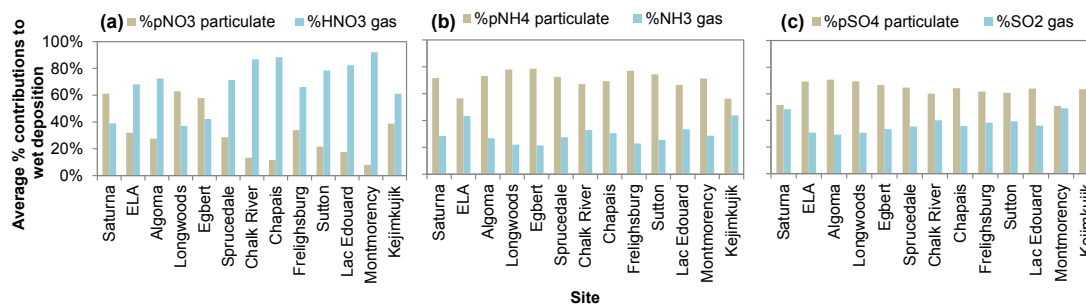 (a) %pNO3 particulate %HNO3 gas
(b) %pNH4 particulate %NH3 gas
(c) %pSO4 particulate %SO2 gas
Average % contributions to
wet deposition
100%
80%
60%
40%
20%
0%
Saturna
ELA
Algoma
Longwoods
Egbert
Sprucedale
Chalk River
Chapais
Frelighsburg
Sutton
Lac Edouard
Montmorency
Kejimkujik
Saturna
ELA
Algoma
Longwoods
Egbert
Sprucedale
Chalk River
Chapais
Frelighsburg
Sutton
Lac Edouard
Montmorency
Kejimkujik
Saturna
ELA
Algoma
Longwoods
Egbert
Sprucedale
Chalk River
Chapais
Frelighsburg
Sutton
Lac Edouard
Montmorency
Kejimkujik
Site